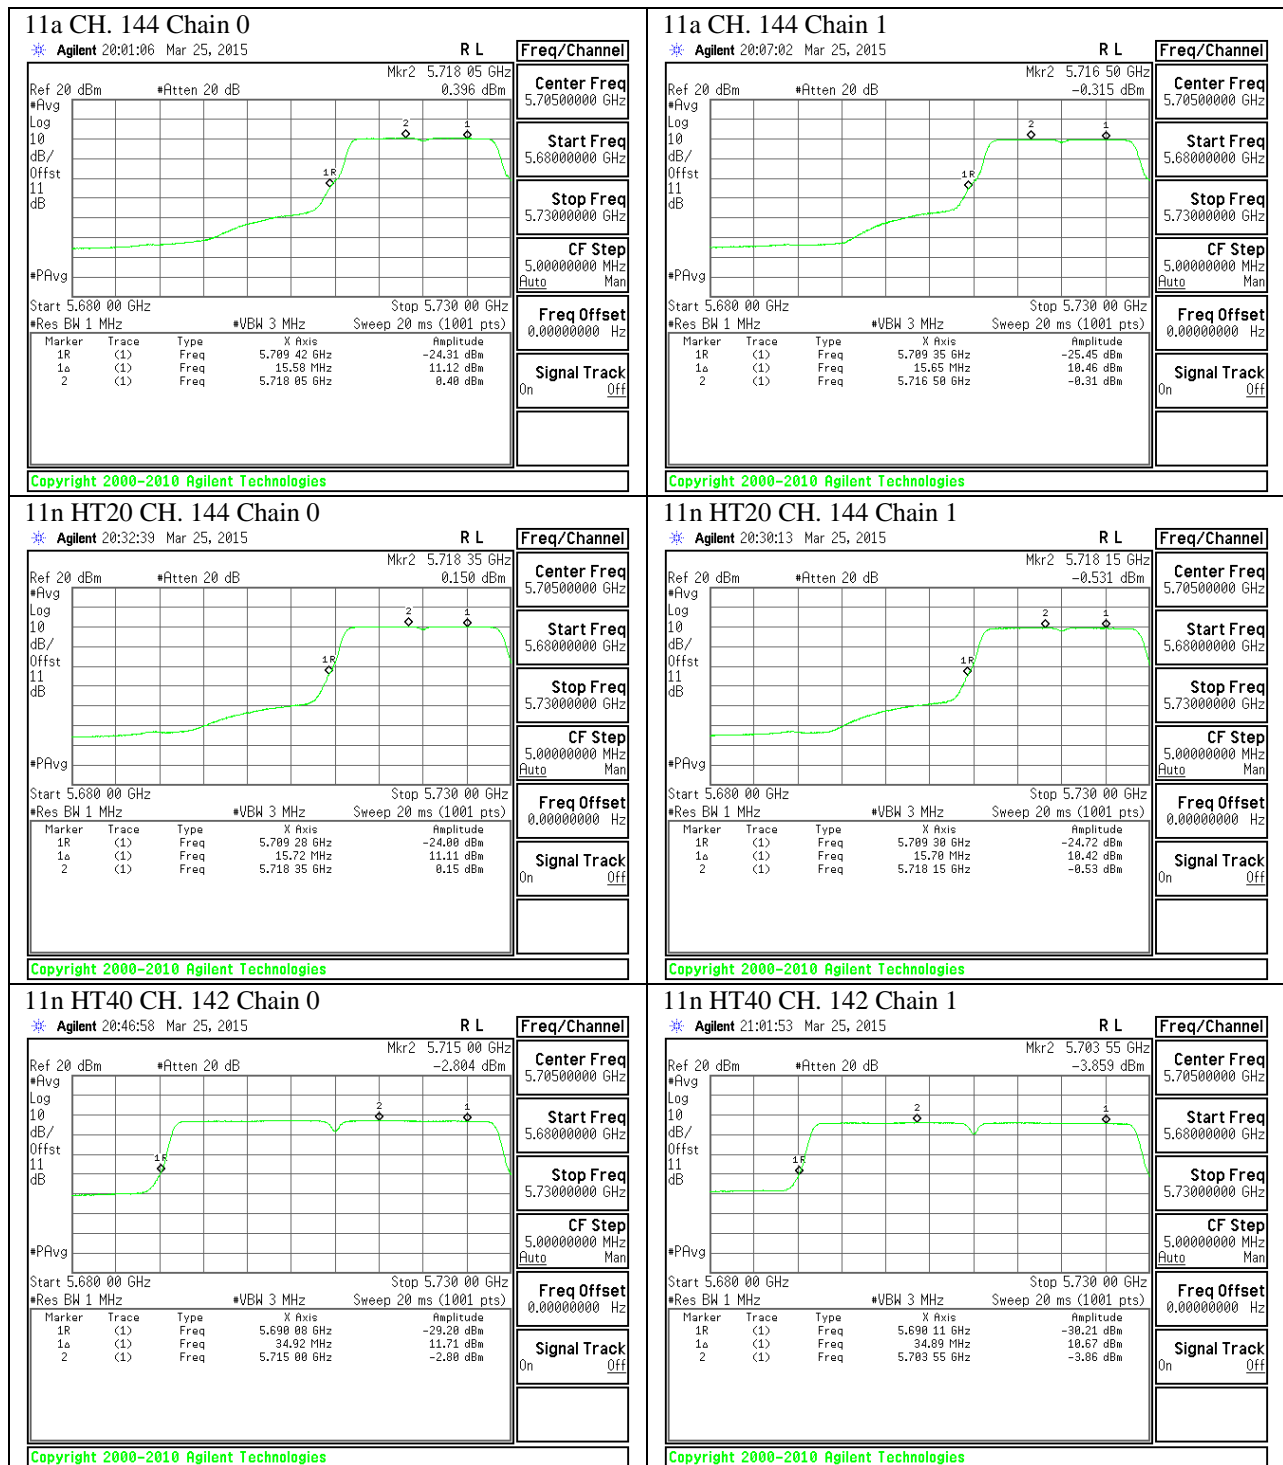 11a CH. 144 Chain 0
Agilent 20:01:06 Mar 25, 2015 R L Freq/Channel
Mkr2 5.718 05 GHz
Ref 20 dBm #Atten 20 dB 0.396 dBm
#Avg
Log
10
dB/
Offst
11
dB
#PAvg
2
1
1R
Start 5.680 00 GHz Stop 5.730 00 GHz
#Res BW 1 MHz #VBW 3 MHz Sweep 20 ms (1001 pts)
Marker Trace Type X Axis Amplitude
1R (1) Freq 5.709 42 GHz -24.31 dBm
1Δ (1) Freq 15.58 MHz 11.12 dBm
2 (1) Freq 5.718 05 GHz 0.40 dBm
Center Freq
5.70500000 GHz
Start Freq
5.68000000 GHz
Stop Freq
5.73000000 GHz
CF Step
5.00000000 MHz
Auto Man
Freq Offset
0.00000000 Hz
Signal Track
On Off
Copyright 2000-2010 Agilent Technologies
11a CH. 144 Chain 1
Agilent 20:07:02 Mar 25, 2015 R L Freq/Channel
Mkr2 5.716 50 GHz
Ref 20 dBm #Atten 20 dB -0.315 dBm
#Avg
Log
10
dB/
Offst
11
dB
#PAvg
2
1
1R
Start 5.680 00 GHz Stop 5.730 00 GHz
#Res BW 1 MHz #VBW 3 MHz Sweep 20 ms (1001 pts)
Marker Trace Type X Axis Amplitude
1R (1) Freq 5.709 35 GHz -25.45 dBm
1Δ (1) Freq 15.65 MHz 10.46 dBm
2 (1) Freq 5.716 50 GHz -0.31 dBm
Center Freq
5.70500000 GHz
Start Freq
5.68000000 GHz
Stop Freq
5.73000000 GHz
CF Step
5.00000000 MHz
Auto Man
Freq Offset
0.00000000 Hz
Signal Track
On Off
Copyright 2000-2010 Agilent Technologies
11n HT20 CH. 144 Chain 0
Agilent 20:32:39 Mar 25, 2015 R L Freq/Channel
Mkr2 5.718 35 GHz
Ref 20 dBm #Atten 20 dB 0.150 dBm
#Avg
Log
10
dB/
Offst
11
dB
#PAvg
2
1
1R
Start 5.680 00 GHz Stop 5.730 00 GHz
#Res BW 1 MHz #VBW 3 MHz Sweep 20 ms (1001 pts)
Marker Trace Type X Axis Amplitude
1R (1) Freq 5.709 28 GHz -24.00 dBm
1Δ (1) Freq 15.72 MHz 11.11 dBm
2 (1) Freq 5.718 35 GHz 0.15 dBm
Center Freq
5.70500000 GHz
Start Freq
5.68000000 GHz
Stop Freq
5.73000000 GHz
CF Step
5.00000000 MHz
Auto Man
Freq Offset
0.00000000 Hz
Signal Track
On Off
Copyright 2000-2010 Agilent Technologies
11n HT20 CH. 144 Chain 1
Agilent 20:30:13 Mar 25, 2015 R L Freq/Channel
Mkr2 5.718 15 GHz
Ref 20 dBm #Atten 20 dB -0.531 dBm
#Avg
Log
10
dB/
Offst
11
dB
#PAvg
2
1
1R
Start 5.680 00 GHz Stop 5.730 00 GHz
#Res BW 1 MHz #VBW 3 MHz Sweep 20 ms (1001 pts)
Marker Trace Type X Axis Amplitude
1R (1) Freq 5.709 30 GHz -24.72 dBm
1Δ (1) Freq 15.70 MHz 10.42 dBm
2 (1) Freq 5.718 15 GHz -0.53 dBm
Center Freq
5.70500000 GHz
Start Freq
5.68000000 GHz
Stop Freq
5.73000000 GHz
CF Step
5.00000000 MHz
Auto Man
Freq Offset
0.00000000 Hz
Signal Track
On Off
Copyright 2000-2010 Agilent Technologies
11n HT40 CH. 142 Chain 0
Agilent 20:46:58 Mar 25, 2015 R L Freq/Channel
Mkr2 5.715 00 GHz
Ref 20 dBm #Atten 20 dB -2.804 dBm
#Avg
Log
10
dB/
Offst
11
dB
#PAvg
2
1
1R
Start 5.680 00 GHz Stop 5.730 00 GHz
#Res BW 1 MHz #VBW 3 MHz Sweep 20 ms (1001 pts)
Marker Trace Type X Axis Amplitude
1R (1) Freq 5.690 08 GHz -29.20 dBm
1Δ (1) Freq 34.92 MHz 11.71 dBm
2 (1) Freq 5.715 00 GHz -2.80 dBm
Center Freq
5.70500000 GHz
Start Freq
5.68000000 GHz
Stop Freq
5.73000000 GHz
CF Step
5.00000000 MHz
Auto Man
Freq Offset
0.00000000 Hz
Signal Track
On Off
Copyright 2000-2010 Agilent Technologies
11n HT40 CH. 142 Chain 1
Agilent 21:01:53 Mar 25, 2015 R L Freq/Channel
Mkr2 5.703 55 GHz
Ref 20 dBm #Atten 20 dB -3.859 dBm
#Avg
Log
10
dB/
Offst
11
dB
#PAvg
2
1
1R
Start 5.680 00 GHz Stop 5.730 00 GHz
#Res BW 1 MHz #VBW 3 MHz Sweep 20 ms (1001 pts)
Marker Trace Type X Axis Amplitude
1R (1) Freq 5.690 11 GHz -30.21 dBm
1Δ (1) Freq 34.89 MHz 10.67 dBm
2 (1) Freq 5.703 55 GHz -3.86 dBm
Center Freq
5.70500000 GHz
Start Freq
5.68000000 GHz
Stop Freq
5.73000000 GHz
CF Step
5.00000000 MHz
Auto Man
Freq Offset
0.00000000 Hz
Signal Track
On Off
Copyright 2000-2010 Agilent Technologies